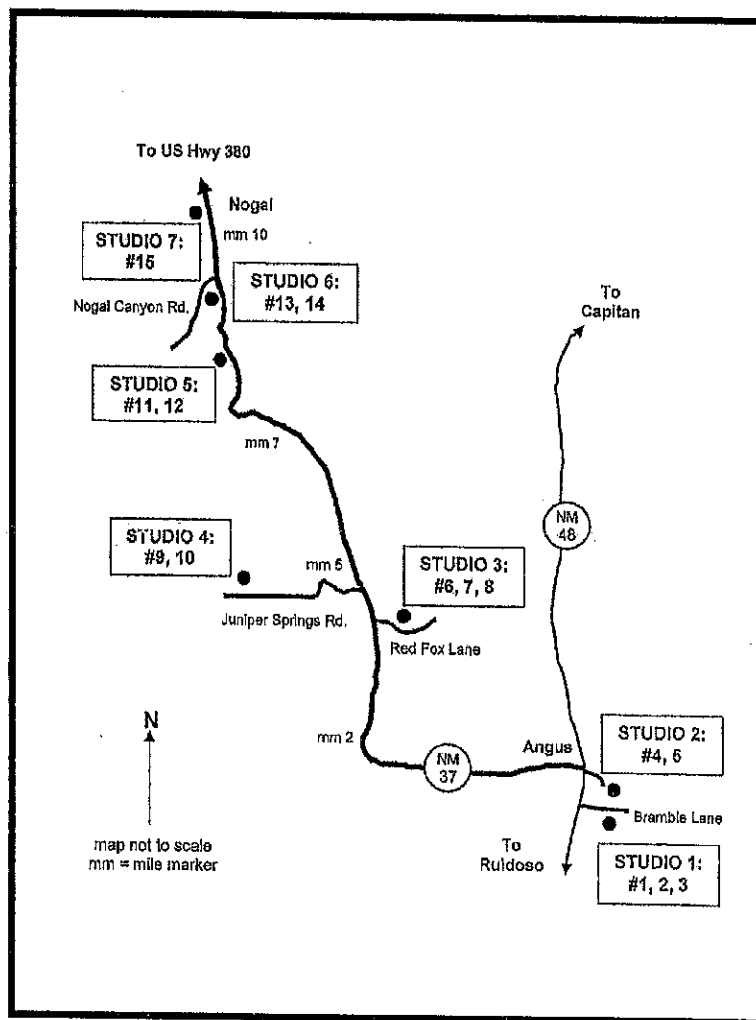 To US Hwy 380
Nogal
mm 10
STUDIO 7:
#15
STUDIO 6:
#13, 14
Nogal Canyon Rd.
To
Capitan
STUDIO 5:
#11, 12
mm 7
NM
48
STUDIO 4:
#9, 10
mm 5
STUDIO 3:
#6, 7, 8
Juniper Springs Rd.
Red Fox Lane
N
mm 2
Angus
STUDIO 2:
#4, 5
NM
37
Bramble Lane
map not to scale
mm = mile marker
To
Ruidoso
STUDIO 1:
#1, 2, 3